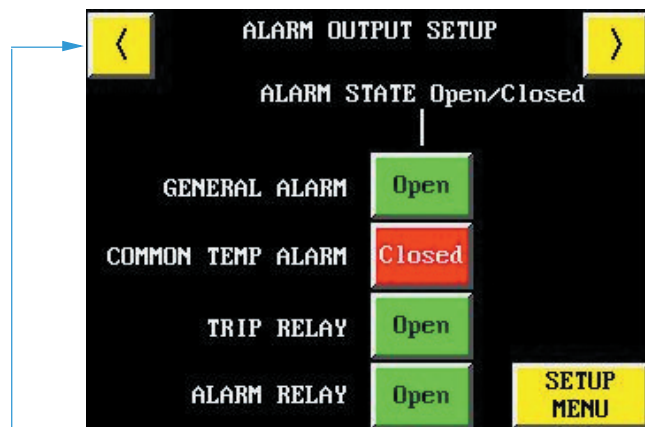 < ALARM OUTPUT SETUP >
ALARM STATE Open/Closed
GENERAL ALARM Open
COMMON TEMP ALARM Closed
TRIP RELAY Open
ALARM RELAY Open
SETUP
MENU